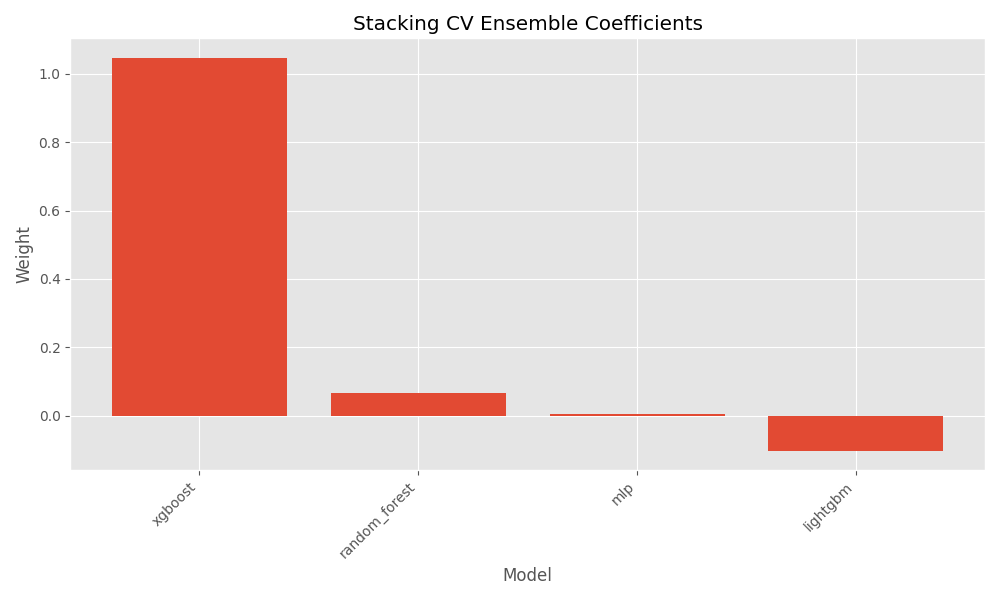 Stacking CV Ensemble Coefficients
Weight
1.0
0.8
0.6
0.4
0.2
0.0
xgboost
random_forest
mlp
lightgbm
Model